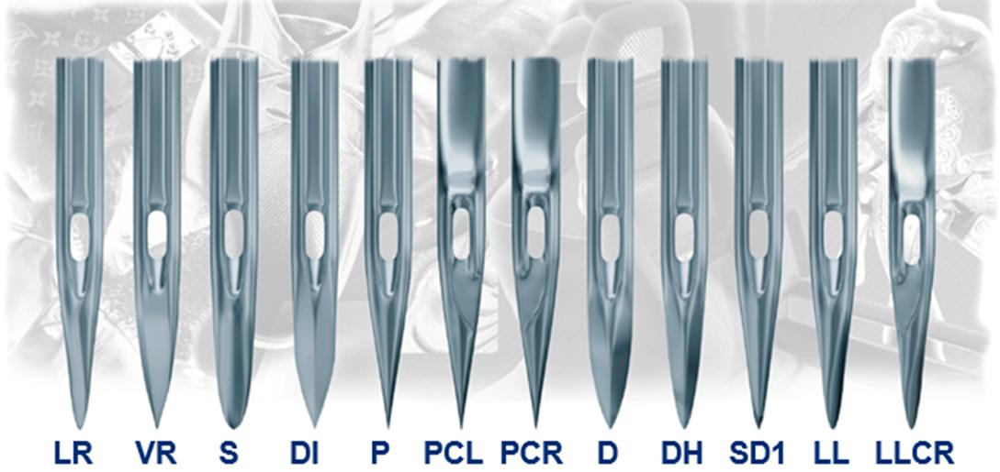 LR VR S DI P PCL PCR D DH SD1 LL LLCR